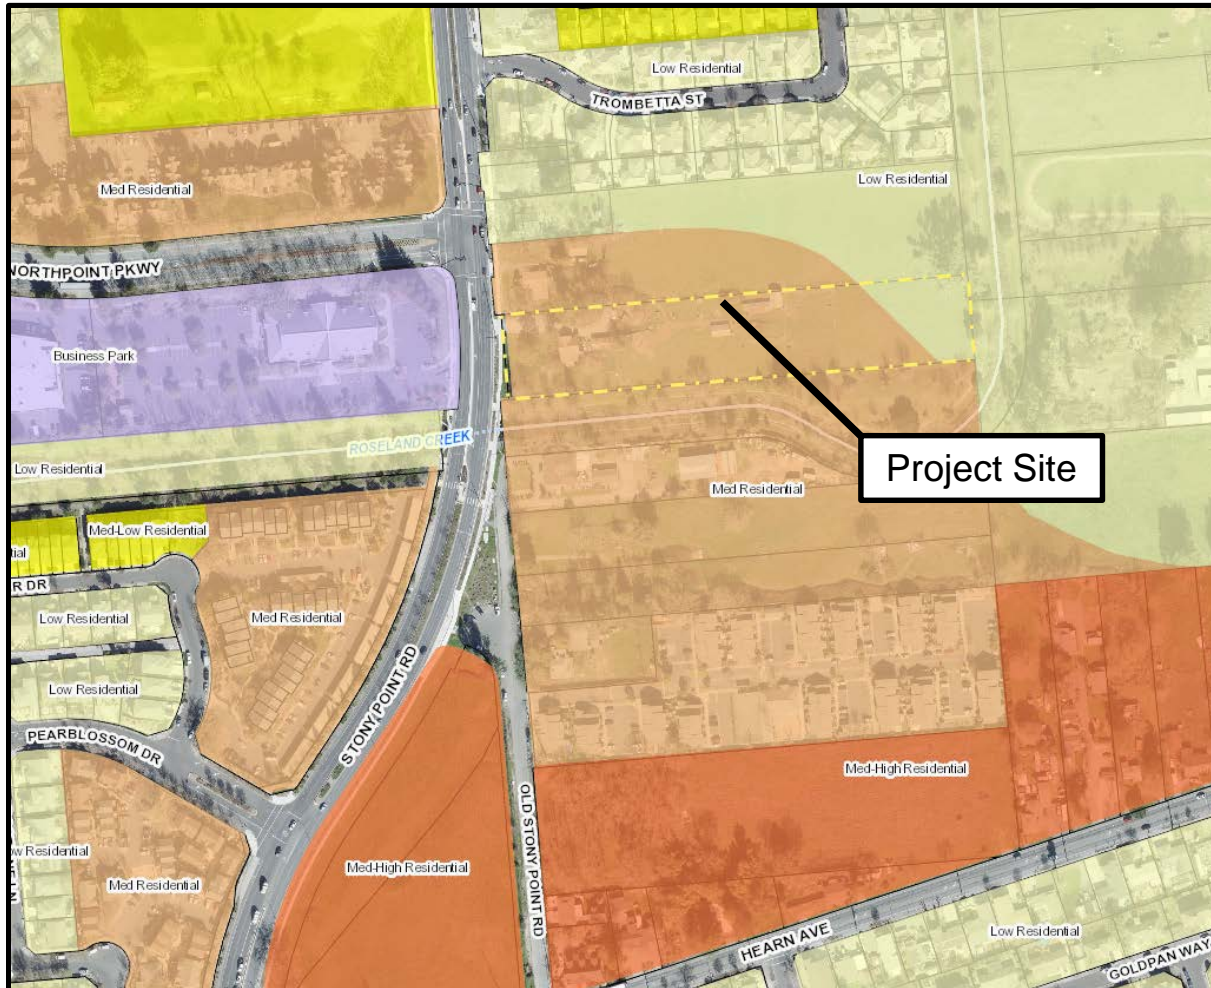 Low Residential
TROMBETTA ST
Med Residential
Low Residential
NORTHPOINT PKWY
Business Park
ROSELAND CREEK
Low Residential
Project Site
Med Residential
Med-Low Residential
tial
R DR
Low Residential
Med Residential
Low Residential
STONY POINT RD
PEARBLOSSOM DR
Med-High Residential
OLD STONY POINT RD
w Residential
Med-High Residential
Med Residential
LN
HEARN AVE
Low Residential
GOLDPAN WAY